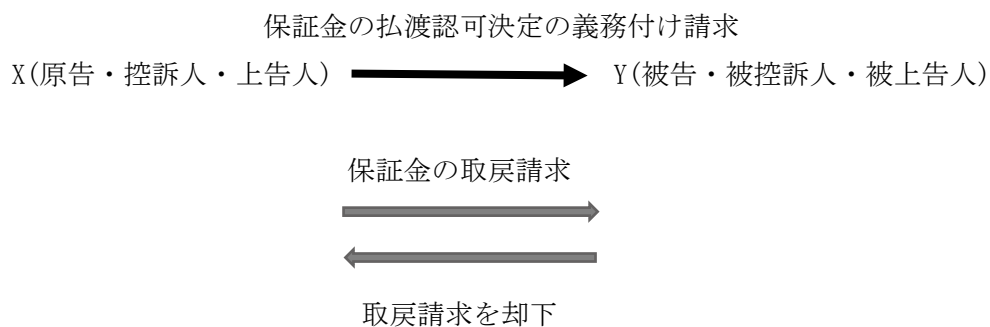 保証金の払渡認可決定の義務付け請求
X(原告・控訴人・上告人) Y(被告・被控訴人・被上告人)
保証金の取戻請求
取戻請求を却下